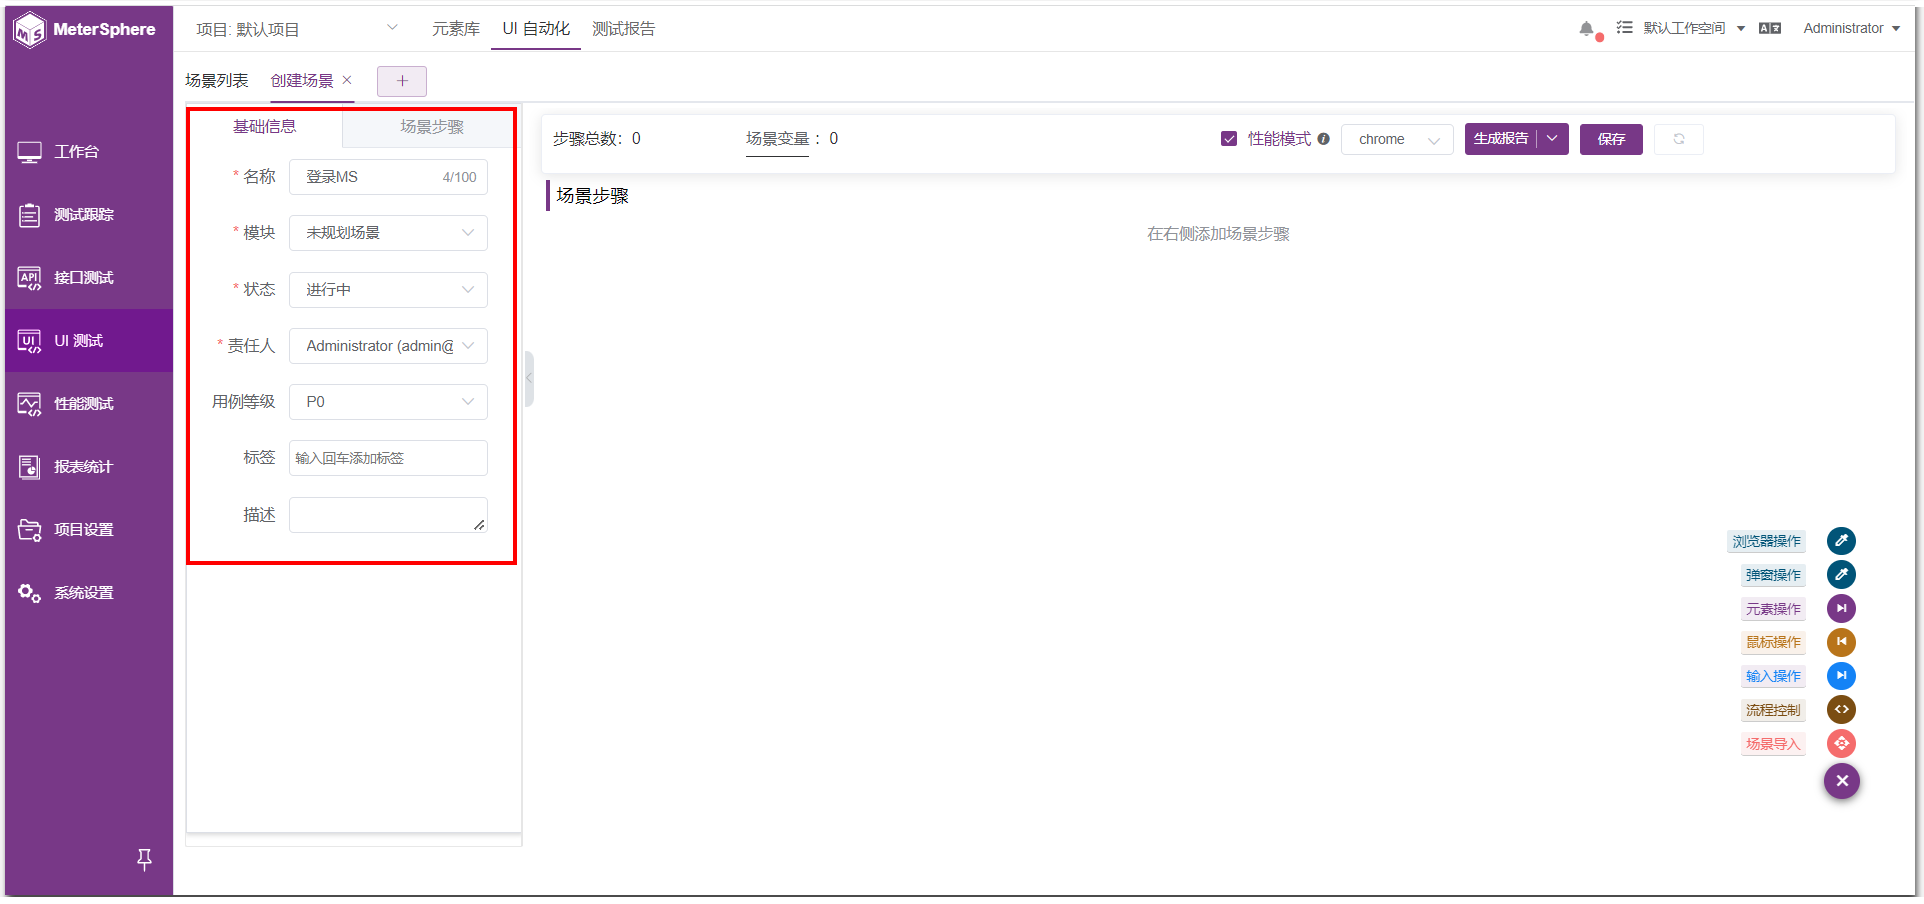 MeterSphere
项目: 默认项目
元素库
UI 自动化
测试报告
默认工作空间
Administrator
场景列表
创建场景
工作台
测试跟踪
接口测试
UI 测试
性能测试
报表统计
项目设置
系统设置
基础信息
场景步骤
* 名称
登录MS
4/100
* 模块
未规划场景
* 状态
进行中
* 责任人
Administrator (admin@
用例等级
P0
标签
输入回车添加标签
描述
步骤总数: 0
场景变量 : 0
性能模式
chrome
生成报告
保存
场景步骤
在右侧添加场景步骤
浏览器操作
弹窗操作
元素操作
鼠标操作
输入操作
流程控制
场景导入